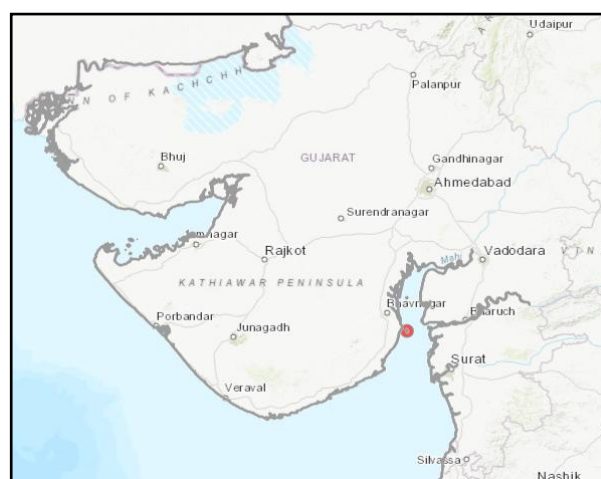 Udaipur
N OF KACHCHH
Palanpur
Bhuj
GUJARAT
Gandhinagar
Ahmedabad
Surendranagar
Jamnagar
Rajkot
Mahi
Vadodara
KATHIAWAR PENINSULA
Bhavnagar
Bharuch
Porbandar
Junagadh
Surat
Veraval
Silvassa
Nashik